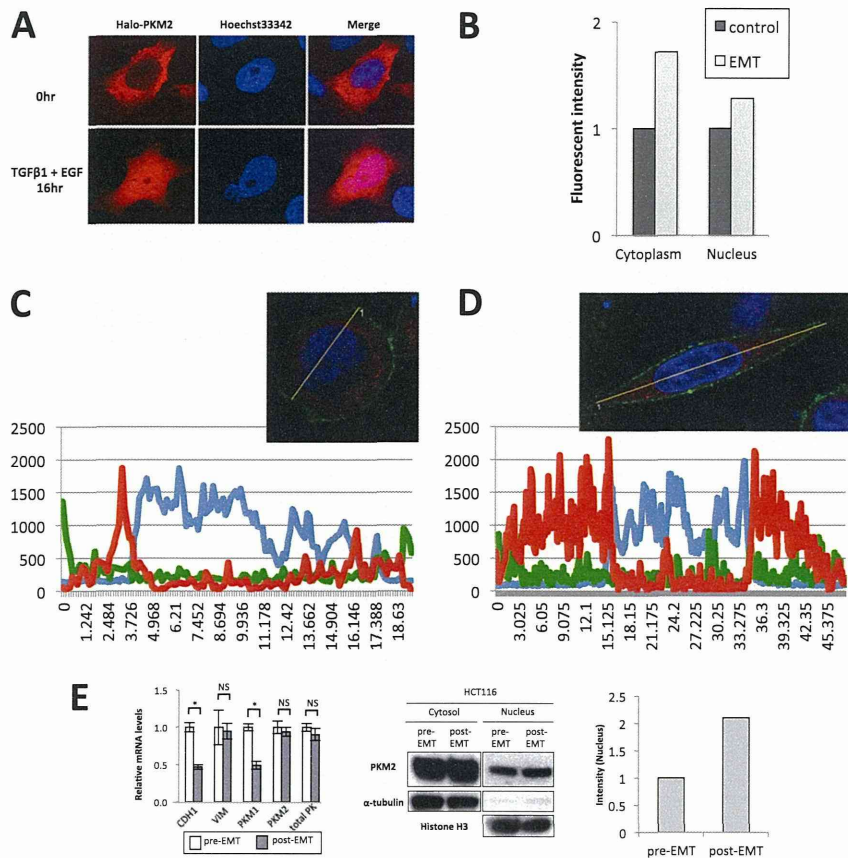 A
Halo-PKM2 Hoechst33342 Merge
0hr
TGFβ1 + EGF
16hr
B
Fluorescent intensity
2
1
0
control
EMT
Cytoplasm Nucleus
C
1
2500
2000
1500
1000
500
0
0 1.242 2.484 3.726 4.968 6.21 7.452 8.694 9.936 11.178 12.42 13.662 14.904 16.146 17.388 18.63
D
1
2500
2000
1500
1000
500
0
0 3.025 6.05 9.075 12.1 15.125 18.15 21.175 24.2 27.225 30.25 33.275 36.3 39.325 42.35 45.375
E
Relative mRNA levels
1.5
1.0
0.5
0.0
* NS * NS NS
CDH1 ViM PKM1 PKM2 total PK
pre-EMT post-EMT
HCT116
Cytosol Nucleus
pre-EMT post-EMT pre-EMT post-EMT
PKM2
α-tubulin
Histone H3
Intensity (Nucleus)
2.5
2
1.5
1
0.5
0
pre-EMT post-EMT